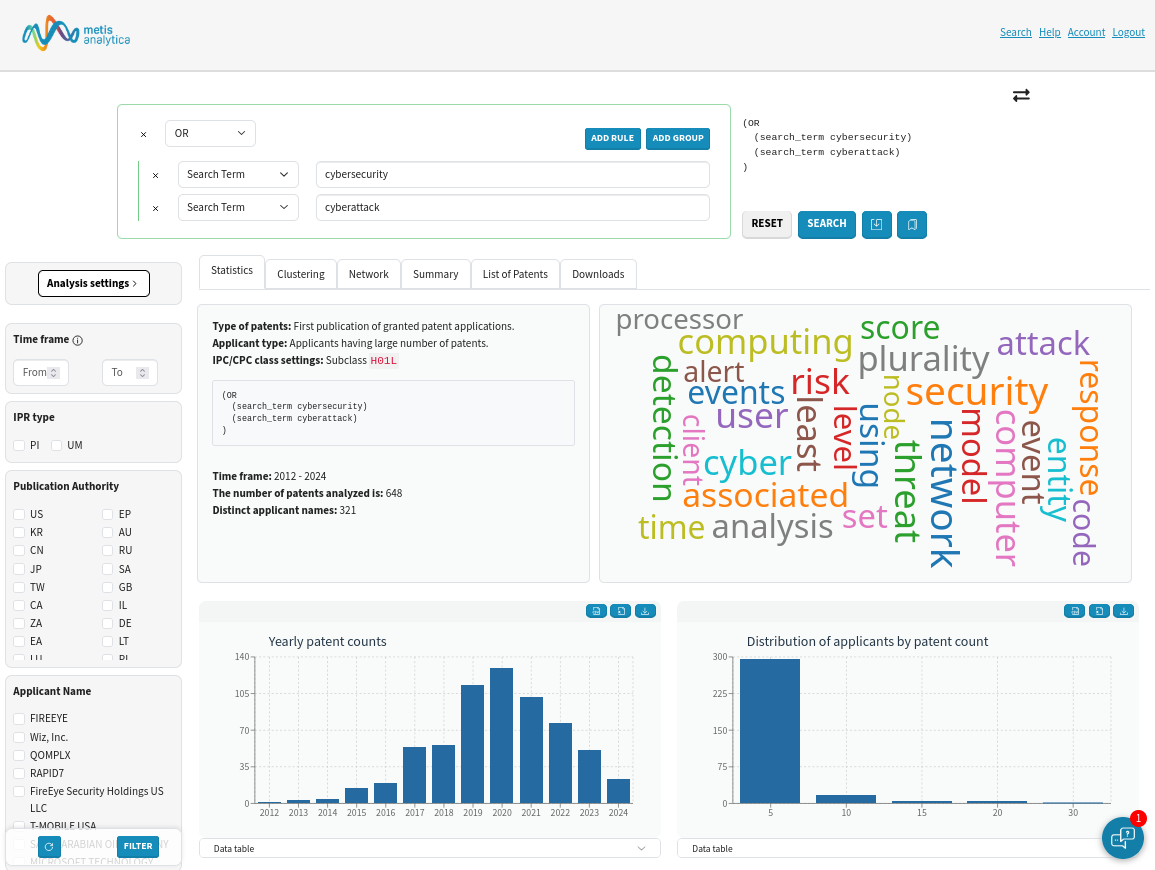 metis
analytica
Search Help Account Logout
× OR
ADD RULE ADD GROUP
× Search Term cybersecurity
× Search Term cyberattack
(OR
(search_term cybersecurity)
(search_term cyberattack)
)
RESET SEARCH
Analysis settings >
Statistics Clustering Network Summary List of Patents Downloads
Time frame
From To
IPR type
PI UM
Publication Authority
US EP
KR AU
CN RU
JP SA
TW GB
CA IL
ZA DE
EA LT
Applicant Name
FIREEYE
Wiz, Inc.
QOMPLX
RAPID7
FireEye Security Holdings US
LLC
T-MOBILE USA
FILTER
MICROSOFT TECHNOLOGY
Type of patents: First publication of granted patent applications.
Applicant type: Applicants having large number of patents.
IPC/CPC class settings: Subclass H01L
(OR
(search_term cybersecurity)
(search_term cyberattack)
)
Time frame: 2012 - 2024
The number of patents analyzed is: 648
Distinct applicant names: 321
processor
computing
score
attack
plurality
detection
alert
risk
events
node
security
response
user
client
least
level
using
model
computer
event
network
entity
cyber
threat
associated
code
set
time
analysis
Yearly patent counts
140
105
70
35
0
2012 2013 2014 2015 2016 2017 2018 2019 2020 2021 2022 2023 2024
Data table
Distribution of applicants by patent count
300
225
150
75
0
5 10 15 20 30
Data table
1